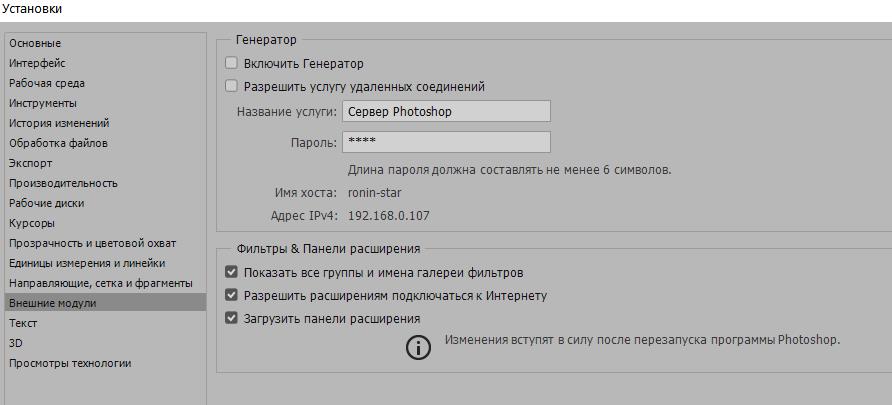 Установки
Основные
Интерфейс
Рабочая среда
Инструменты
История изменений
Обработка файлов
Экспорт
Производительность
Рабочие диски
Курсоры
Прозрачность и цветовой охват
Единицы измерения и линейки
Направляющие, сетка и фрагменты
Внешние модули
Текст
3D
Просмотры технологии
Генератор
Включить Генератор
Разрешить услугу удаленных соединений
Название услуги: Сервер Photoshop
Пароль: ****
Длина пароля должна составлять не менее 6 символов.
Имя хоста: ronin-star
Адрес IPv4: 192.168.0.107
Фильтры & Панели расширения
Показать все группы и имена галереи фильтров
Разрешить расширениям подключаться к Интернету
Загрузить панели расширения
Изменения вступят в силу после перезапуска программы Photoshop.